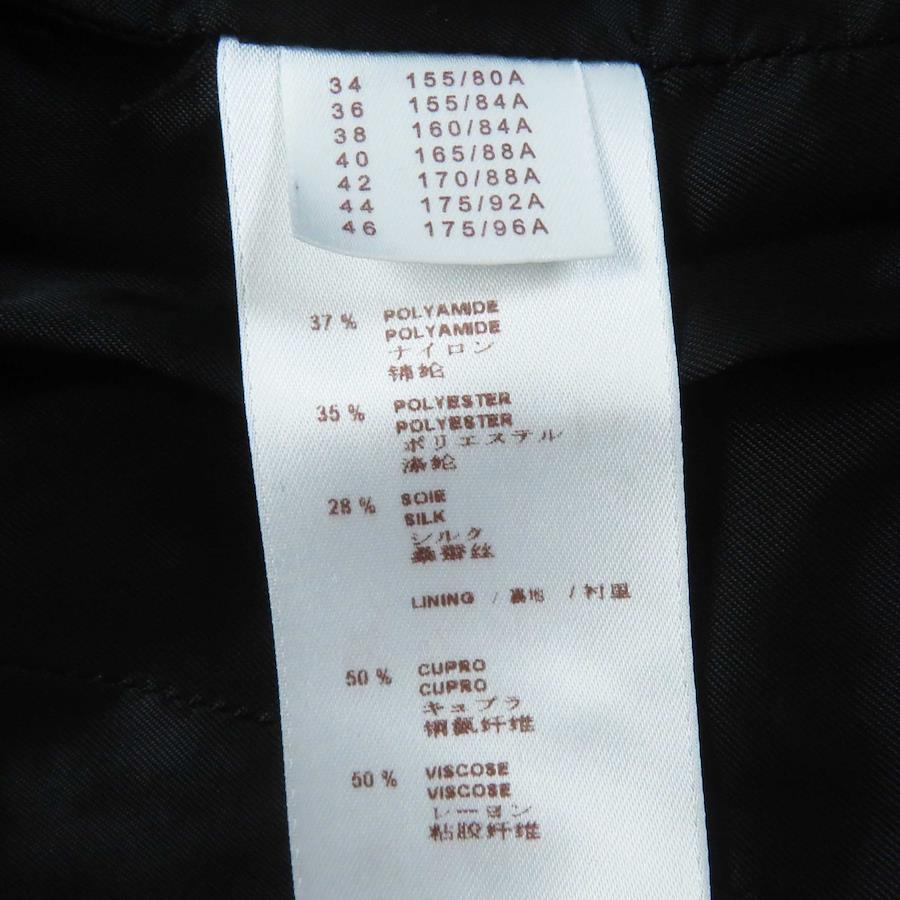 34 155/80A
36 155/84A
38 160/84A
40 165/88A
42 170/88A
44 175/92A
46 175/96A
37 % POLYAMIDE
POLYAMIDE
ナイロン
锦纶
35 % POLYESTER
POLYESTER
ポリエステル
涤纶
28 % SOIE
SILK
シルク
桑蚕丝
LINING / 裏地 / 衬里
50 % CUPRO
CUPRO
キュプラ
铜氨纤维
50 % VISCOSE
VISCOSE
レーヨン
粘胶纤维